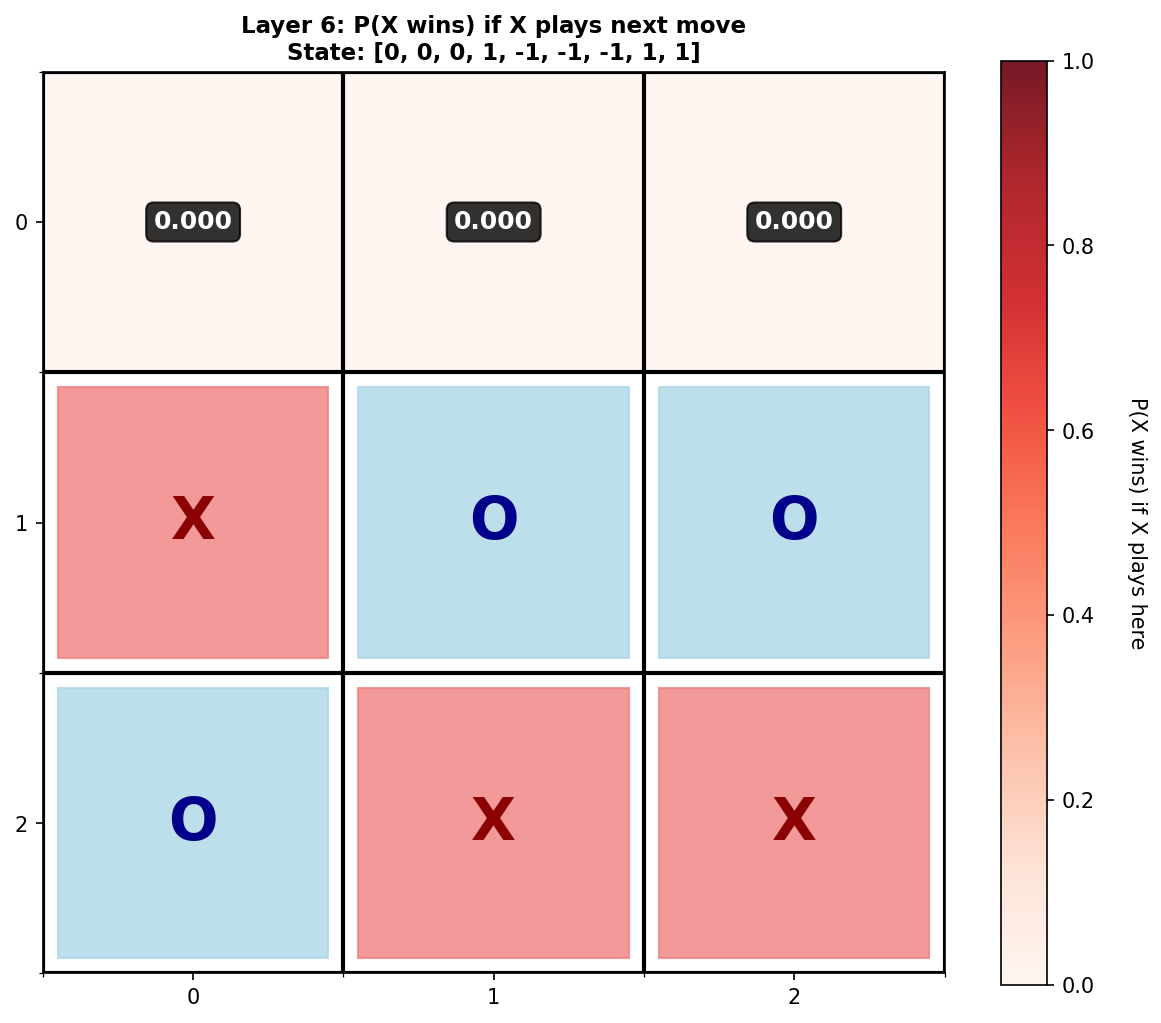 Layer 6: P(X wins) if X plays next move
State: [0, 0, 0, 1, -1, -1, -1, 1, 1]
0
0.000 0.000 0.000
1
X O O
2
O X X
0 1 2
1.0
0.8
0.6
0.4
0.2
0.0
P(X wins) if X plays here